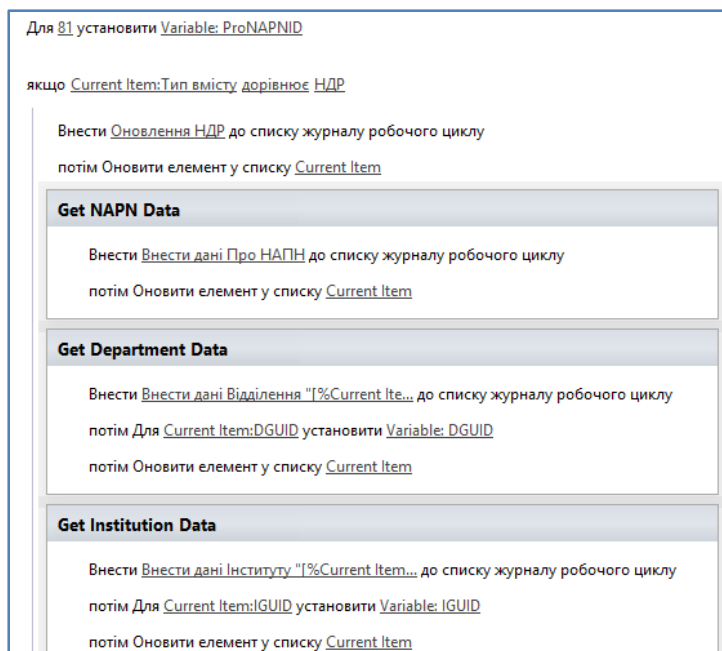 Для 81 установити Variable: ProNAPNID
якщо Current Item:Тип вмісту дорівнює НДР
Внести Оновлення НДР до списку журналу робочого циклу
потім Оновити елемент у списку Current Item
Get NAPN Data
Внести Внести дані Про НАПН до списку журналу робочого циклу
потім Оновити елемент у списку Current Item
Get Department Data
Внести Внести дані Відділення "[%Current Ite... до списку журналу робочого циклу
потім Для Current Item:DGUID установити Variable: DGUID
потім Оновити елемент у списку Current Item
Get Institution Data
Внести Внести дані Інституту "[%Current Item... до списку журналу робочого циклу
потім Для Current Item:IGUID установити Variable: IGUID
потім Оновити елемент у списку Current Item